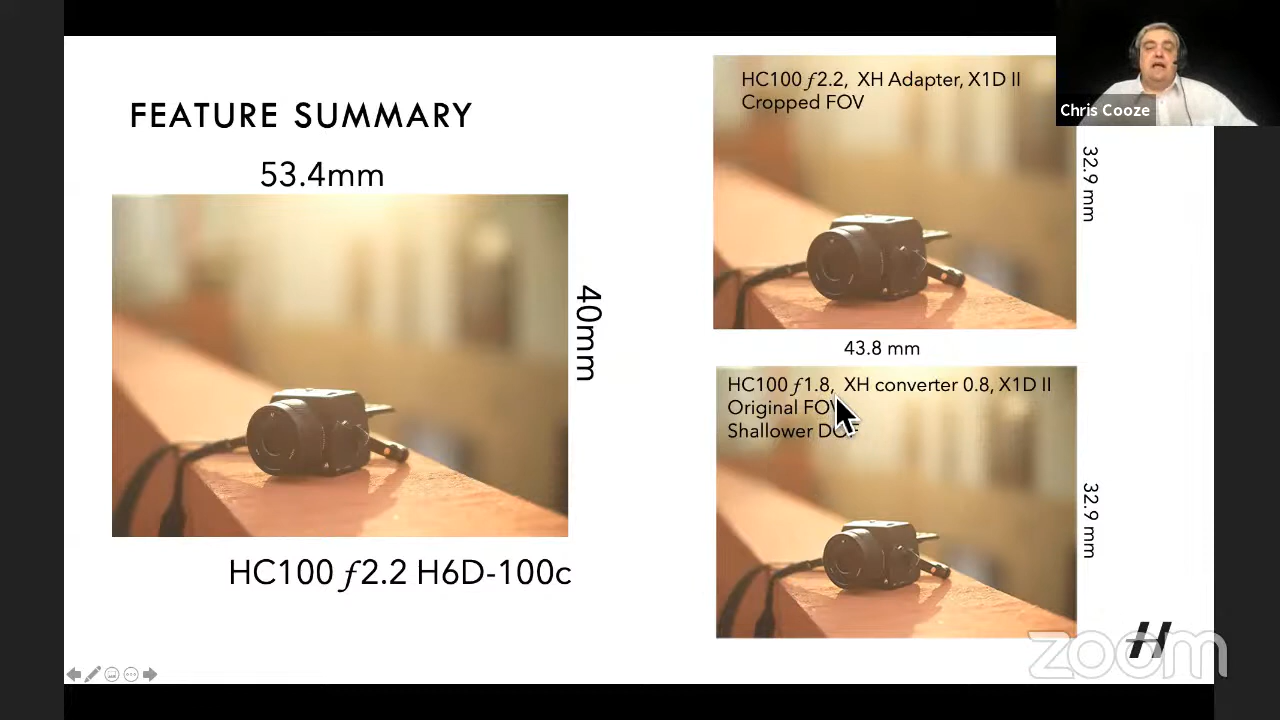 FEATURE SUMMARY
53.4mm
40mm
HC100 ƒ2.2 H6D-100c
HC100 ƒ2.2, XH Adapter, X1D II
Cropped FOV
32.9 mm
43.8 mm
HC100 ƒ1.8, XH converter 0.8, X1D II
Original FOV
Shallower DOF
32.9 mm
Chris Cooze
H
zoom